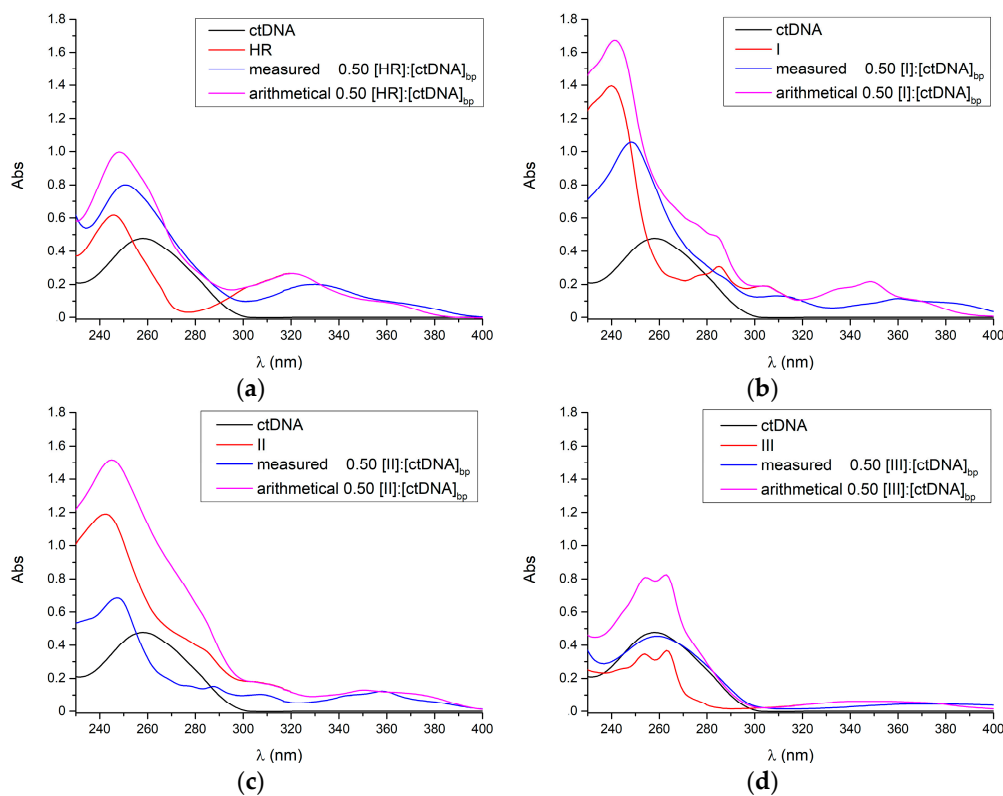 1.8
1.6
1.4
1.2
1.0
0.8
0.6
0.4
0.2
0
Abs
ctDNA
HR
measured 0.50 [HR]:[ctDNA]bp
arithmetical 0.50 [HR]:[ctDNA]bp
240 260 280 300 320 340 360 380 400
λ (nm)
(a)
1.8
1.6
1.4
1.2
1.0
0.8
0.6
0.4
0.2
0
Abs
ctDNA
I
measured 0.50 [I]:[ctDNA]bp
arithmetical 0.50 [I]:[ctDNA]bp
240 260 280 300 320 340 360 380 400
λ (nm)
(b)
1.8
1.6
1.4
1.2
1.0
0.8
0.6
0.4
0.2
0
Abs
ctDNA
II
measured 0.50 [II]:[ctDNA]bp
arithmetical 0.50 [II]:[ctDNA]bp
240 260 280 300 320 340 360 380 400
λ (nm)
(c)
1.8
1.6
1.4
1.2
1.0
0.8
0.6
0.4
0.2
0
Abs
ctDNA
III
measured 0.50 [III]:[ctDNA]bp
arithmetical 0.50 [III]:[ctDNA]bp
240 260 280 300 320 340 360 380 400
λ (nm)
(d)